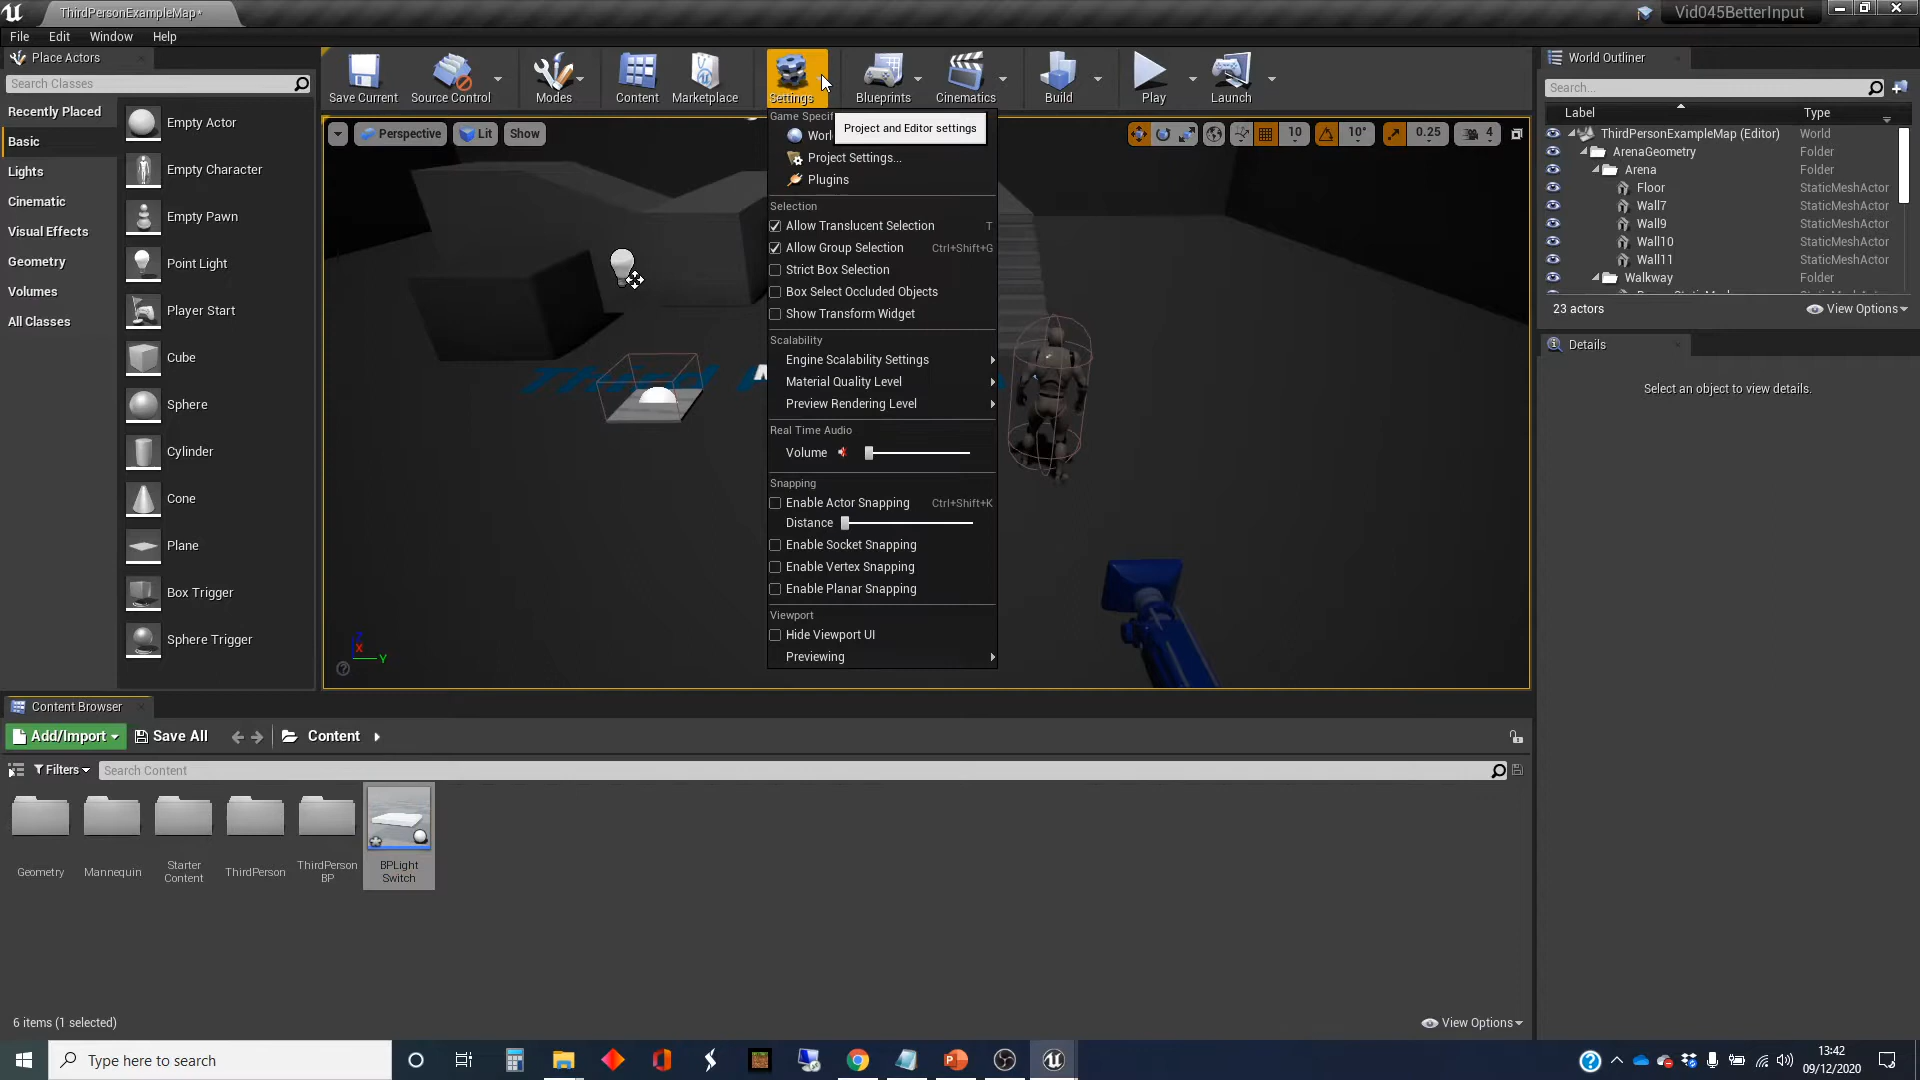 ThirdPersonExampleMap*
Vid045BetterInput
File Edit Window Help
Place Actors
Search Classes
Recently Placed
Basic
Lights
Cinematic
Visual Effects
Geometry
Volumes
All Classes
Empty Actor
Empty Character
Empty Pawn
Point Light
Player Start
Cube
Sphere
Cylinder
Cone
Plane
Box Trigger
Sphere Trigger
Save Current
Source Control
Modes
Content
Marketplace
Settings
Blueprints
Cinematics
Build
Play
Launch
Perspective
Lit
Show
10
10°
0.25
4
Game Specif
Worl
Project and Editor settings
Project Settings...
Plugins
Selection
Allow Translucent Selection T
Allow Group Selection Ctrl+Shift+G
Strict Box Selection
Box Select Occluded Objects
Show Transform Widget
Scalability
Engine Scalability Settings
Material Quality Level
Preview Rendering Level
Real Time Audio
Volume
Snapping
Enable Actor Snapping Ctrl+Shift+K
Distance
Enable Socket Snapping
Enable Vertex Snapping
Enable Planar Snapping
Viewport
Hide Viewport UI
Previewing
Third P
Z
X
Y
World Outliner
Search...
Label Type
ThirdPersonExampleMap (Editor) World
ArenaGeometry Folder
Arena Folder
Floor StaticMeshActor
Wall7 StaticMeshActor
Wall9 StaticMeshActor
Wall10 StaticMeshActor
Wall11 StaticMeshActor
Walkway Folder
23 actors
View Options
Details
Select an object to view details.
Content Browser
Add/Import
Save All
Content
Filters
Search Content
Geometry
Mannequin
Starter
Content
ThirdPerson
ThirdPerson
BP
BPLight
Switch
6 items (1 selected)
View Options
Type here to search
13:42
09/12/2020